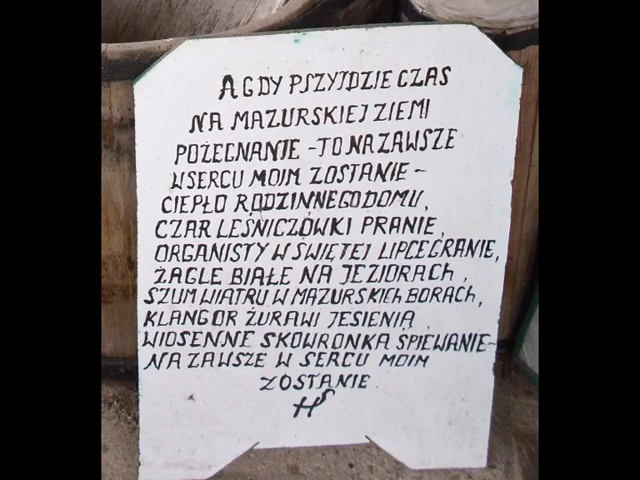 A GDY PSZYJDZIE CZAS
NA MAZURSKIEJ ZIEMI
POŻEGNANIE - TO NA ZAWSZE
W SERCU MOIM ZOSTANIE -
CIEPŁO RODZINNEGO DOMU,
CZAR LEŚNICZÓWKI PRANIE,
ORGANISTY W ŚWIĘTEJ LIPCE GRANIE,
ŻAGLE BIAŁE NA JEZIORACH,
SZUM WIATRU W MAZURSKICH BORACH,
KLANGOR ŻURAWI JESIENIĄ,
WIOSENNE SKOWRONKA SPIEWANIE-
NA ZAWSZE W SERCU MOIM
ZOSTANIE
HS